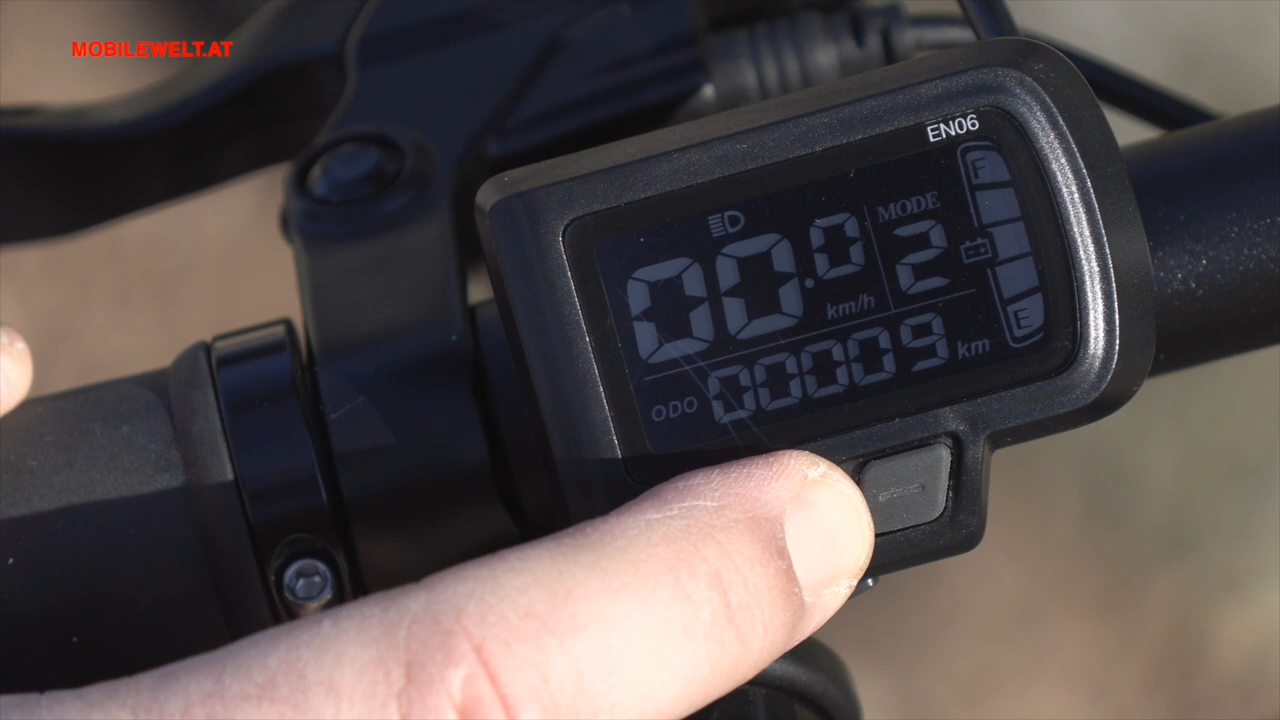 MOBILEWELT.AT
EN06
F
MODE
00.0 km/h 2
E
ODO 00009 km